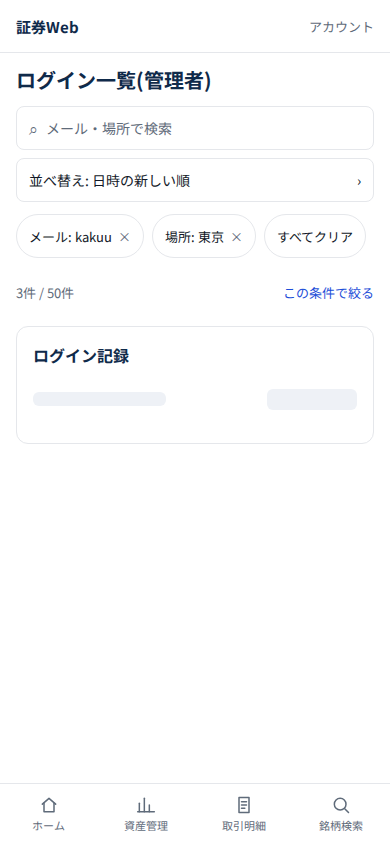 証券Web
アカウント
ログイン一覧(管理者)
メール・場所で検索
並べ替え: 日時の新しい順
メール: kakuu ×
場所: 東京 ×
すべてクリア
3件 / 50件
この条件で絞る
ログイン記録
ホーム
資産管理
取引明細
銘柄検索